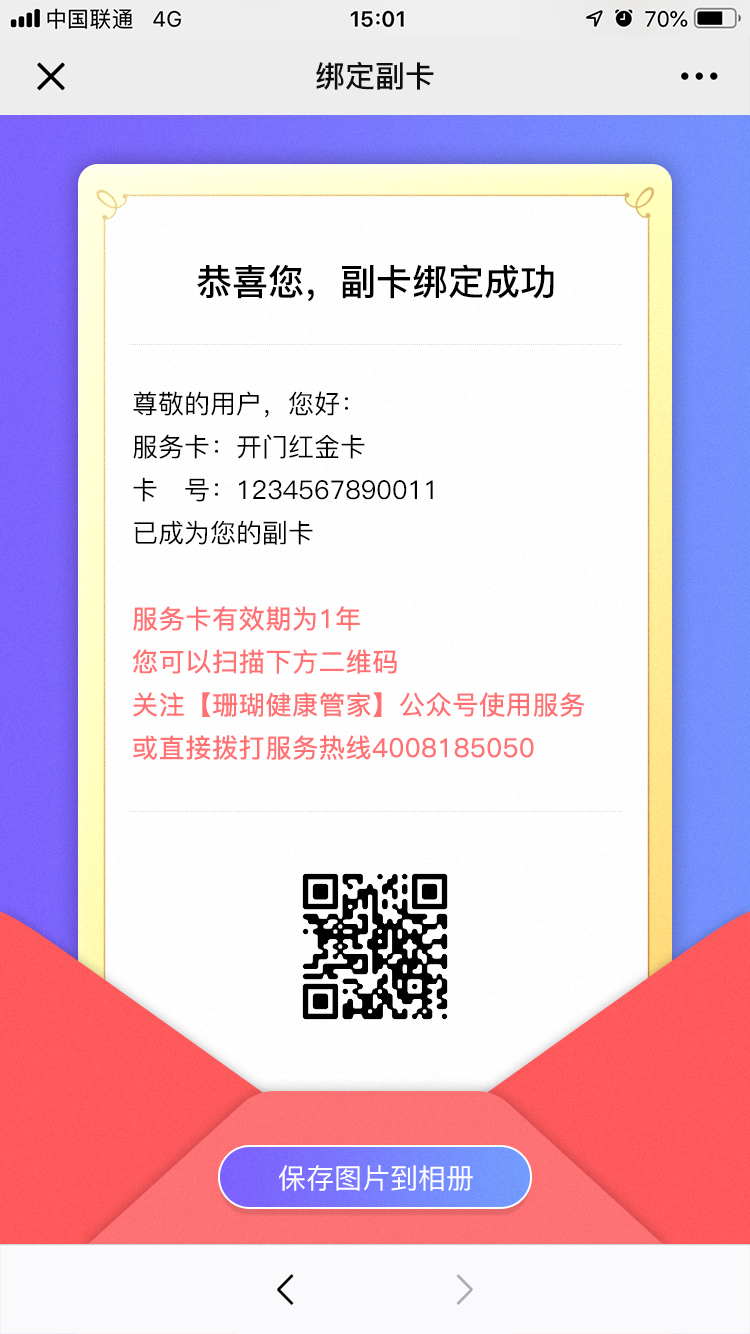 中国联通 4G 15:01 70%
绑定副卡
恭喜您，副卡绑定成功
尊敬的用户，您好：
服务卡：开门红金卡
卡　号：1234567890011
已成为您的副卡
服务卡有效期为1年
您可以扫描下方二维码
关注【珊瑚健康管家】公众号使用服务
或直接拨打服务热线4008185050
保存图片到相册